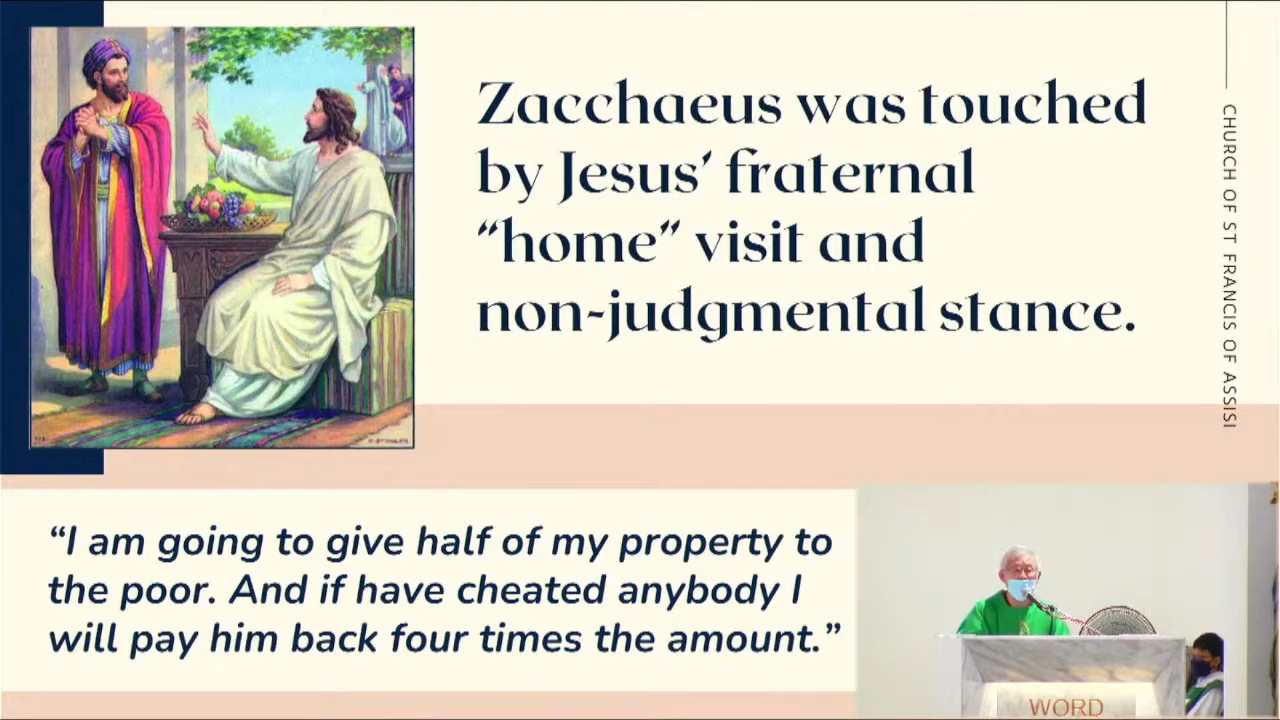 Zacchaeus was touched
by Jesus’ fraternal
“home” visit and
non-judgmental stance.
CHURCH OF ST FRANCIS OF ASSISI
“I am going to give half of my property to
the poor. And if have cheated anybody I
will pay him back four times the amount.”
WORD